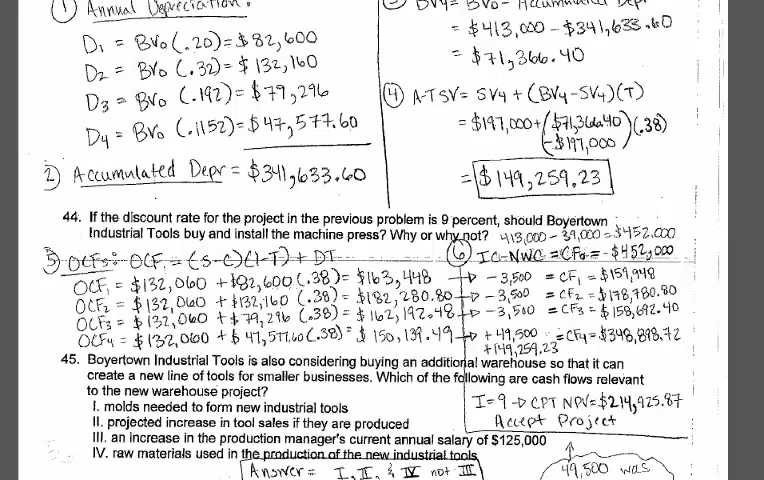 ① Annual Depreciation:
D₁ = BV₀(.20) = $82,600
D₂ = BV₀ (.32) = $132,160
D₃ = BV₀ (.192) = $79,296
D₄ = BV₀ (.1152) = $47,577.60
2) Accumulated Depr = $341,633.60
BV₄ = BV₀ - Accumulated Depr
= $413,000 - $341,633.60
= $71,366.40
④ A-TSV = SV₄ + (BV₄-SV₄)(T)
= $197,000 + ($71,366.40
- $197,000)(.38)
= $149,259.23
44. If the discount rate for the project in the previous problem is 9 percent, should Boyertown
Industrial Tools buy and install the machine press? Why or why not? 413,000 - 39,000 = $452,000
5) OCFs: OCF = (S-C)(1-T) + DT
⑥ IC-NWC = CF₀ = -$452,000
OCF₁ = $132,060 + $82,600 (.38) = $163,448 → - 3,500 = CF₁ = $159,948
OCF₂ = $132,060 + $132,160 (.38) = $182,280.80 → - 3,500 = CF₂ = $178,780.80
OCF₃ = $132,060 + $79,296 (.38) = $162,192.48 → - 3,500 = CF₃ = $158,692.40
OCF₄ = $132,060 + $47,577.60 (.38) = $150,139.49 → + 49,500 = CF₄ = $348,898.72
+ 149,259.23
45. Boyertown Industrial Tools is also considering buying an additional warehouse so that it can
create a new line of tools for smaller businesses. Which of the following are cash flows relevant
to the new warehouse project?
I = 9 → CPT NPV = $214,925.87
Accept Project
I. molds needed to form new industrial tools
II. projected increase in tool sales if they are produced
III. an increase in the production manager's current annual salary of $125,000
IV. raw materials used in the production of the new industrial tools
Answer = I, II, & IV not III
49,500 was